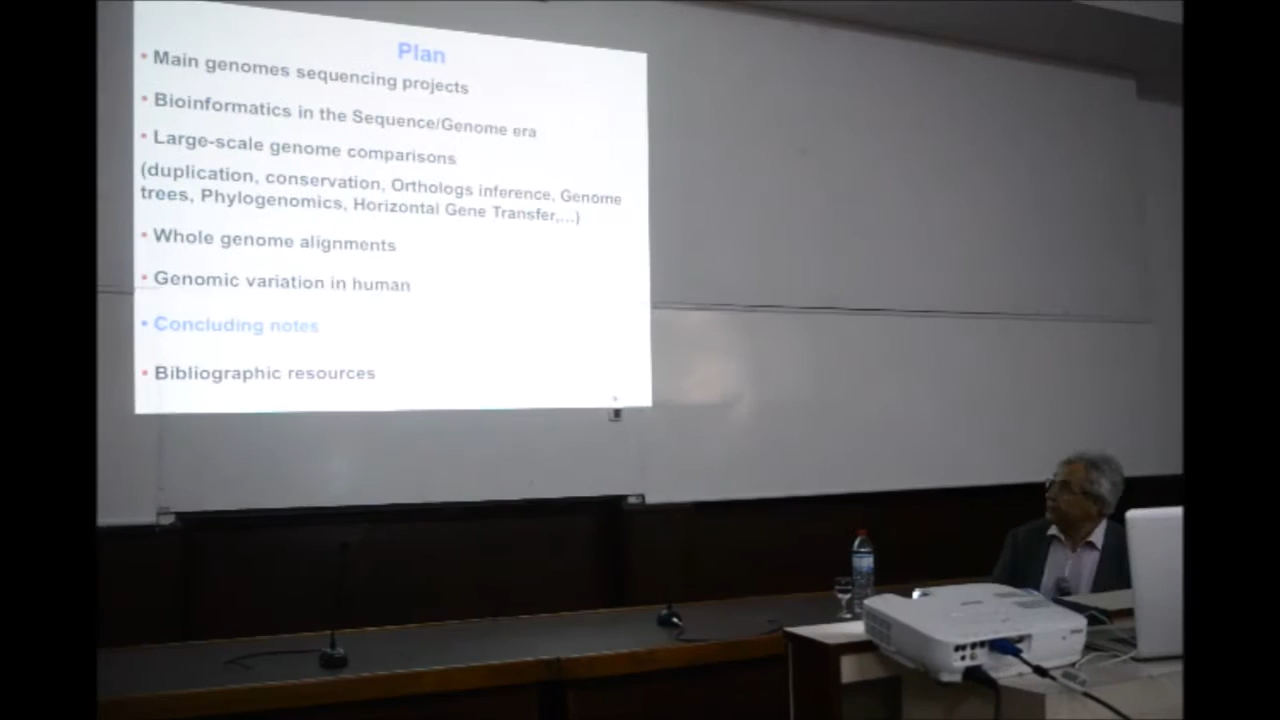 Plan
• Main genomes sequencing projects
• Bioinformatics in the Sequence/Genome era
• Large-scale genome comparisons
(duplication, conservation, Orthologs inference, Genome
trees, Phylogenomics, Horizontal Gene Transfer,...)
• Whole genome alignments
• Genomic variation in human
• Concluding notes
• Bibliographic resources